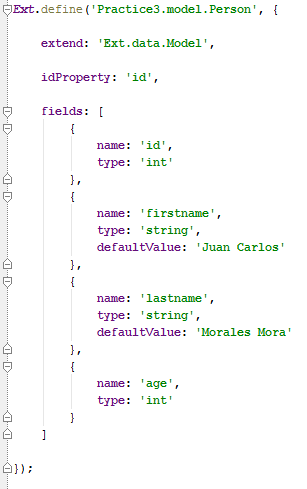 Ext.define('Practice3.model.Person', {
extend: 'Ext.data.Model',
idProperty: 'id',
fields: [
{
name: 'id',
type: 'int'
},
{
name: 'firstname',
type: 'string',
defaultValue: 'Juan Carlos'
},
{
name: 'lastname',
type: 'string',
defaultValue: 'Morales Mora'
},
{
name: 'age',
type: 'int'
}
]
});